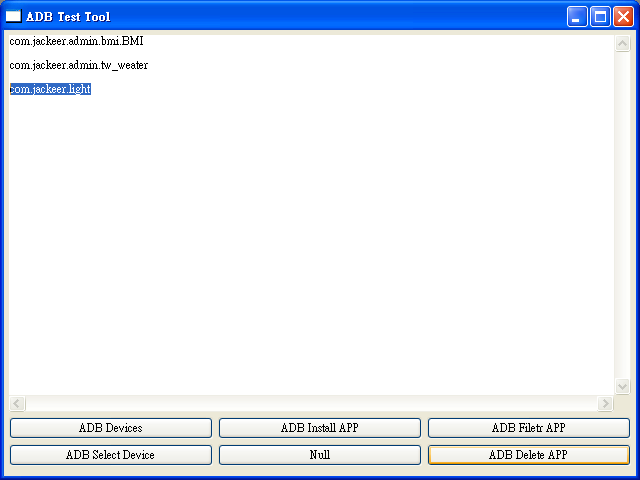 ADB Test Tool
com.jackeer.admin.bmi.BMI
com.jackeer.admin.tw_weater
com.jackeer.light
ADB Devices
ADB Install APP
ADB Filetr APP
ADB Select Device
Null
ADB Delete APP